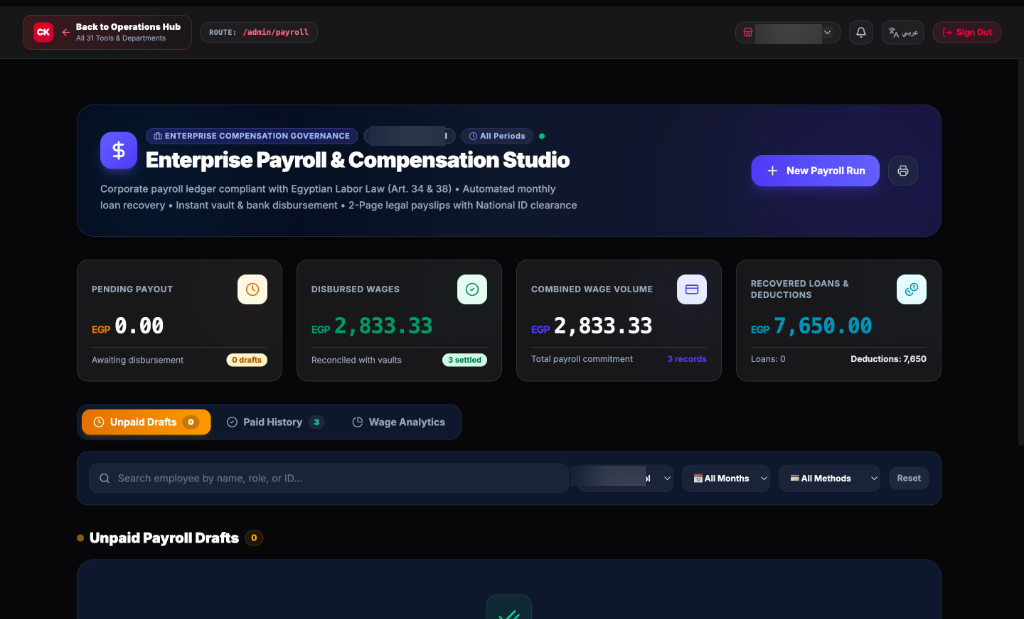 CK
Back to Operations Hub
All 31 Tools & Departments
ROUTE: /admin/payroll
عربي
Sign Out
ENTERPRISE COMPENSATION GOVERNANCE
All Periods
$
Enterprise Payroll & Compensation Studio
Corporate payroll ledger compliant with Egyptian Labor Law (Art. 34 & 38) • Automated monthly
loan recovery • Instant vault & bank disbursement • 2-Page legal payslips with National ID clearance
New Payroll Run
PENDING PAYOUT
EGP 0.00
Awaiting disbursement
0 drafts
DISBURSED WAGES
EGP 2,833.33
Reconciled with vaults
3 settled
COMBINED WAGE VOLUME
EGP 2,833.33
Total payroll commitment
3 records
RECOVERED LOANS &
DEDUCTIONS
EGP 7,650.00
Loans: 0
Deductions: 7,650
Unpaid Drafts 0
Paid History 3
Wage Analytics
Search employee by name, role, or ID...
All Months
All Methods
Reset
Unpaid Payroll Drafts 0